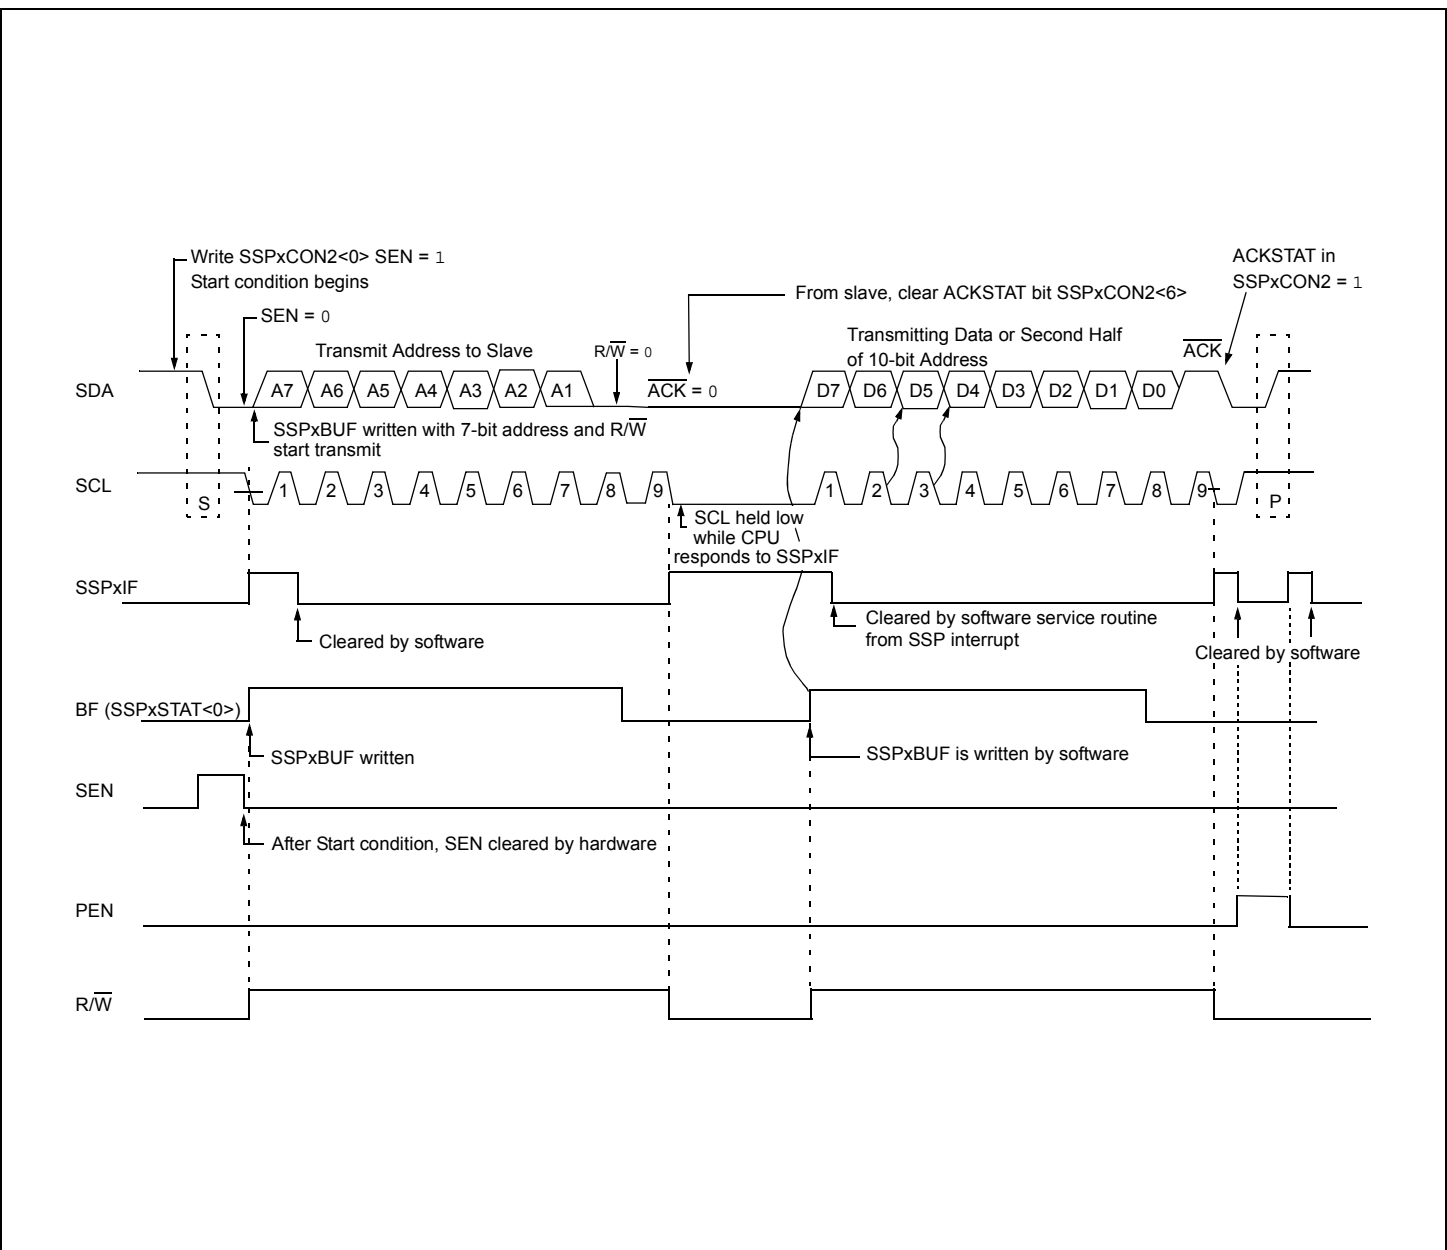 Write SSPxCON2<0> SEN = 1
Start condition begins
ACKSTAT in
SSPxCON2 = 1
From slave, clear ACKSTAT bit SSPxCON2<6>
SEN = 0
Transmitting Data or Second Half
of 10-bit Address
Transmit Address to Slave
R/W = 0
ACK
SDA
A7 A6 A5 A4 A3 A2 A1
ACK = 0
D7 D6 D5 D4 D3 D2 D1 D0
SSPxBUF written with 7-bit address and R/W
start transmit
SCL
S
1 2 3 4 5 6 7 8 9
1 2 3 4 5 6 7 8 9
P
SCL held low
while CPU
responds to SSPxIF
SSPxIF
Cleared by software
Cleared by software service routine
from SSP interrupt
Cleared by software
BF (SSPxSTAT<0>)
SSPxBUF written
SSPxBUF is written by software
SEN
After Start condition, SEN cleared by hardware
PEN
R/W